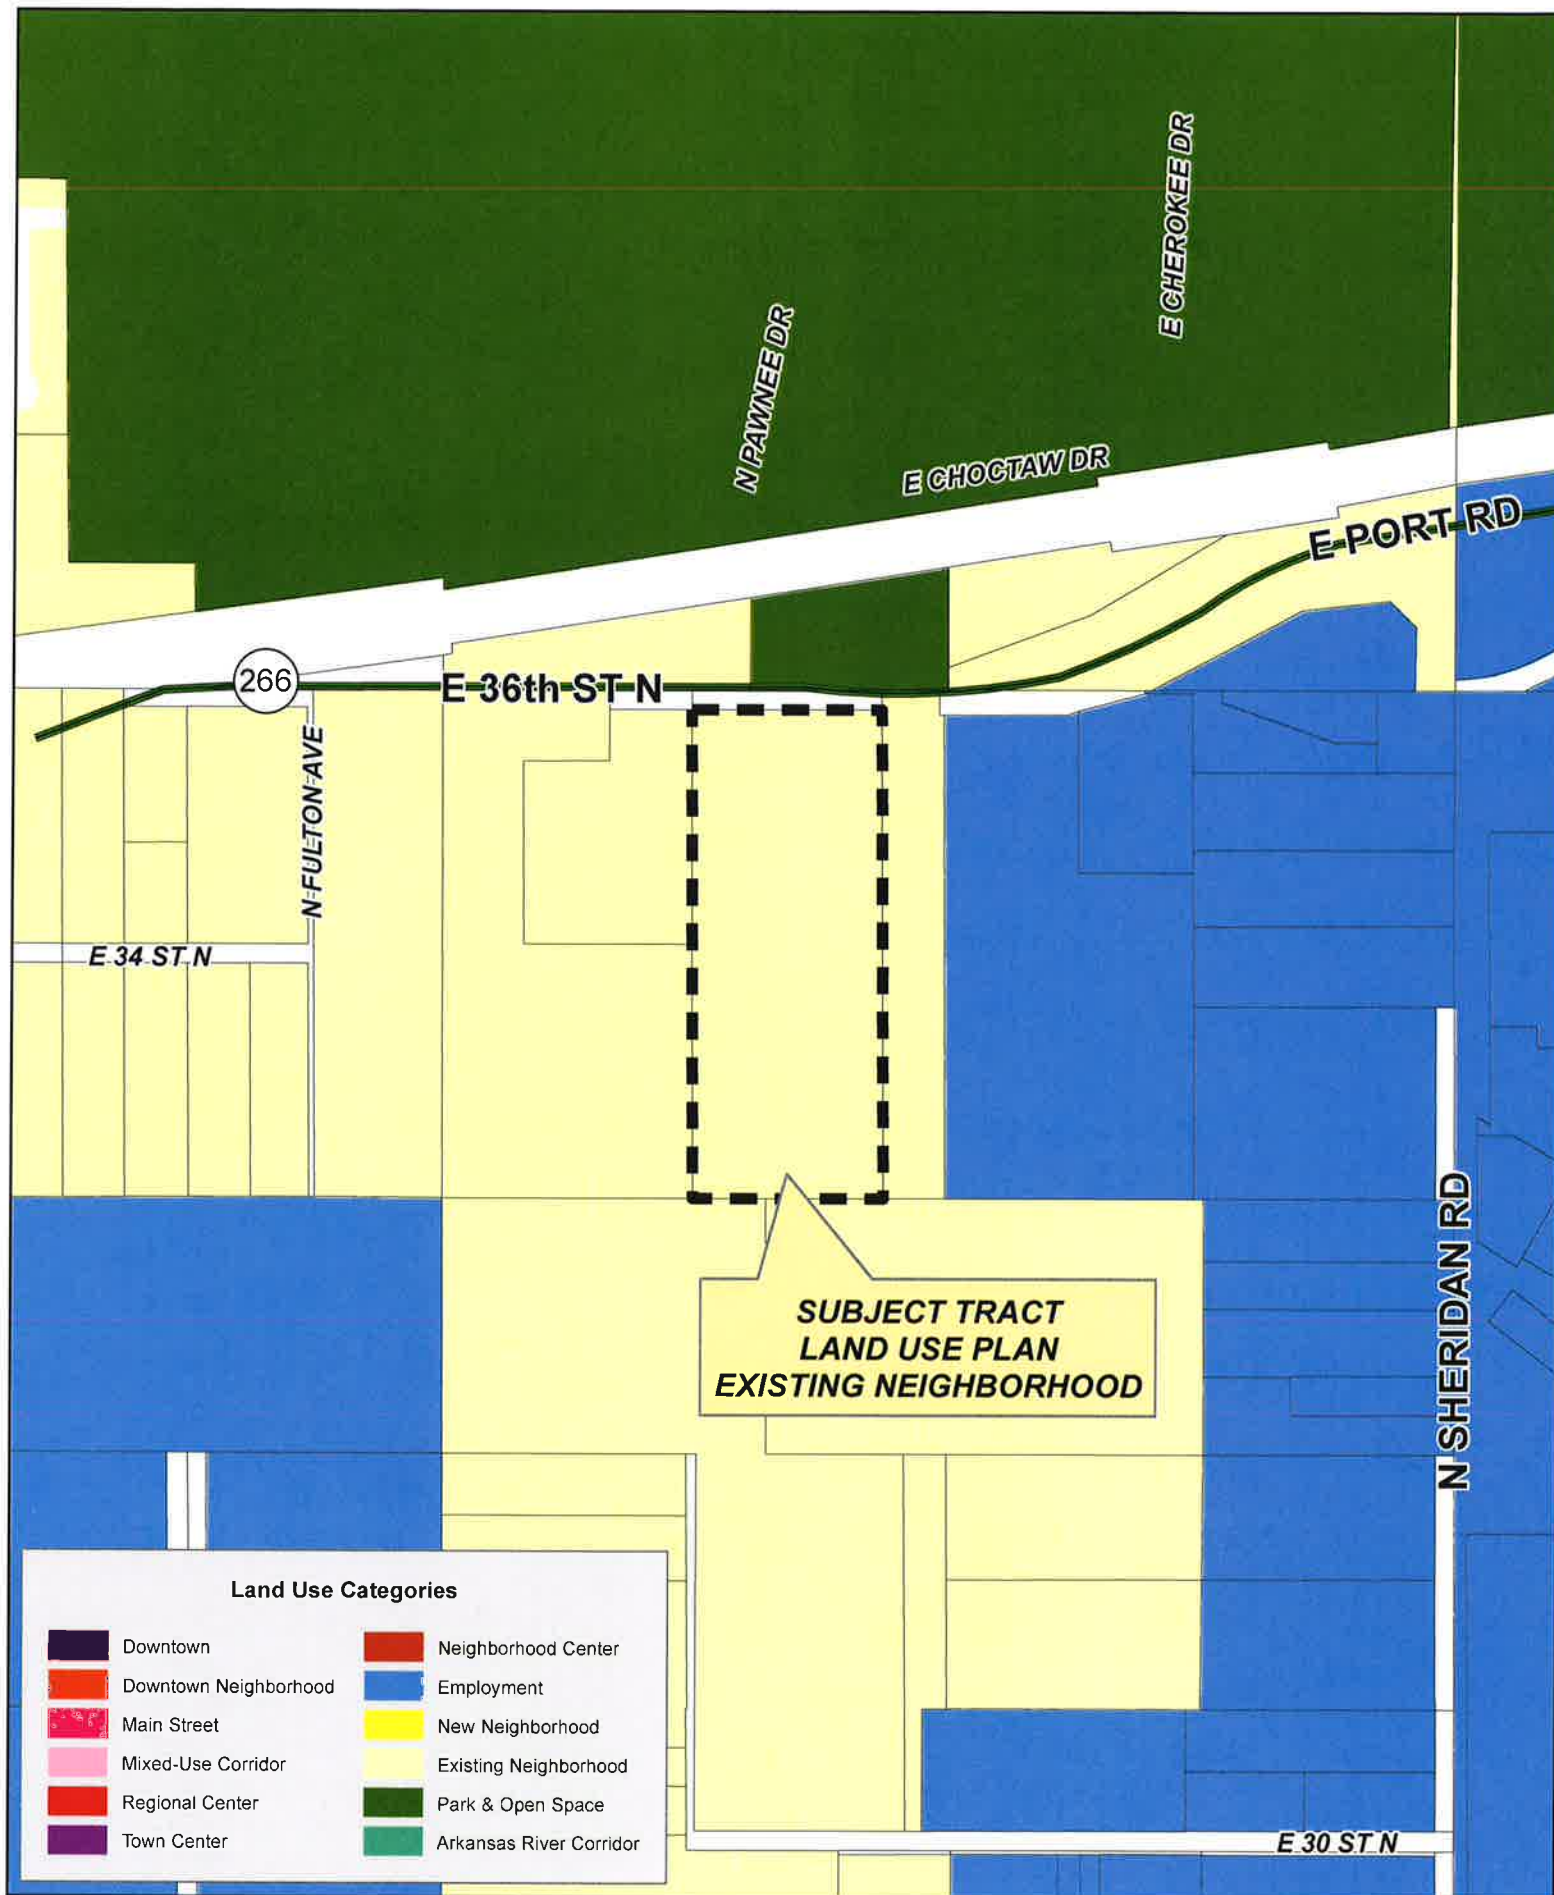 E CHEROKEE DR
N PAWNEE DR
E CHOCTAW DR
E PORT RD
266
E 36th ST N
N FULTON AVE
E 34 ST N
SUBJECT TRACT
LAND USE PLAN
EXISTING NEIGHBORHOOD
N SHERIDAN RD
Land Use Categories
Downtown
Downtown Neighborhood
Main Street
Mixed-Use Corridor
Regional Center
Town Center
Neighborhood Center
Employment
New Neighborhood
Existing Neighborhood
Park & Open Space
Arkansas River Corridor
E 30 ST N